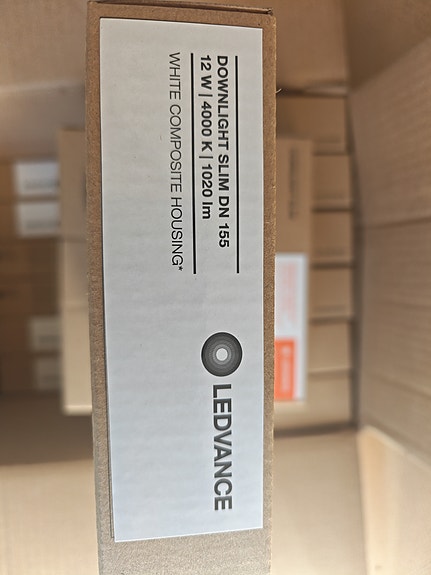 DOWNLIGHT SLIM DN 155
12 W | 4000 K | 1020 lm
WHITE COMPOSITE HOUSING*
LEDVANCE